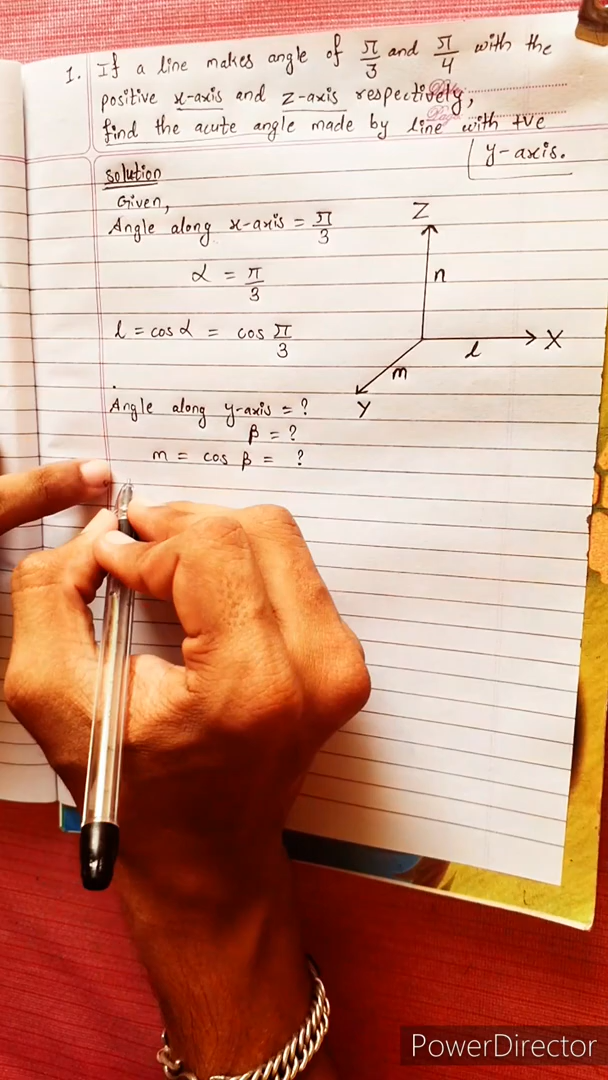 1. If a line makes angle of π/3 and π/4 with the
positive x-axis and z-axis respectively,
find the acute angle made by line with +ve
y-axis.
solution
Given,
Angle along x-axis = π/3
α = π/3
l = cos α = cos π/3
Angle along y-axis = ?
β = ?
m = cos β = ?
Z
n
X
l
m
Y
PowerDirector